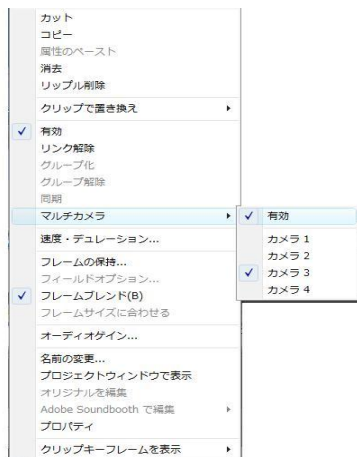 カット
コピー
属性のペースト
消去
リップル削除
クリップで置き換え
有効
リンク解除
グループ化
グループ解除
同期
マルチカメラ
有効
カメラ 1
カメラ 2
カメラ 3
カメラ 4
速度・デュレーション...
フレームの保持...
フィールドオプション...
フレームブレンド(B)
フレームサイズに合わせる
オーディオゲイン...
名前の変更...
プロジェクトウィンドウで表示
オリジナルを編集
Adobe Soundbooth で編集
プロパティ
クリップキーフレームを表示